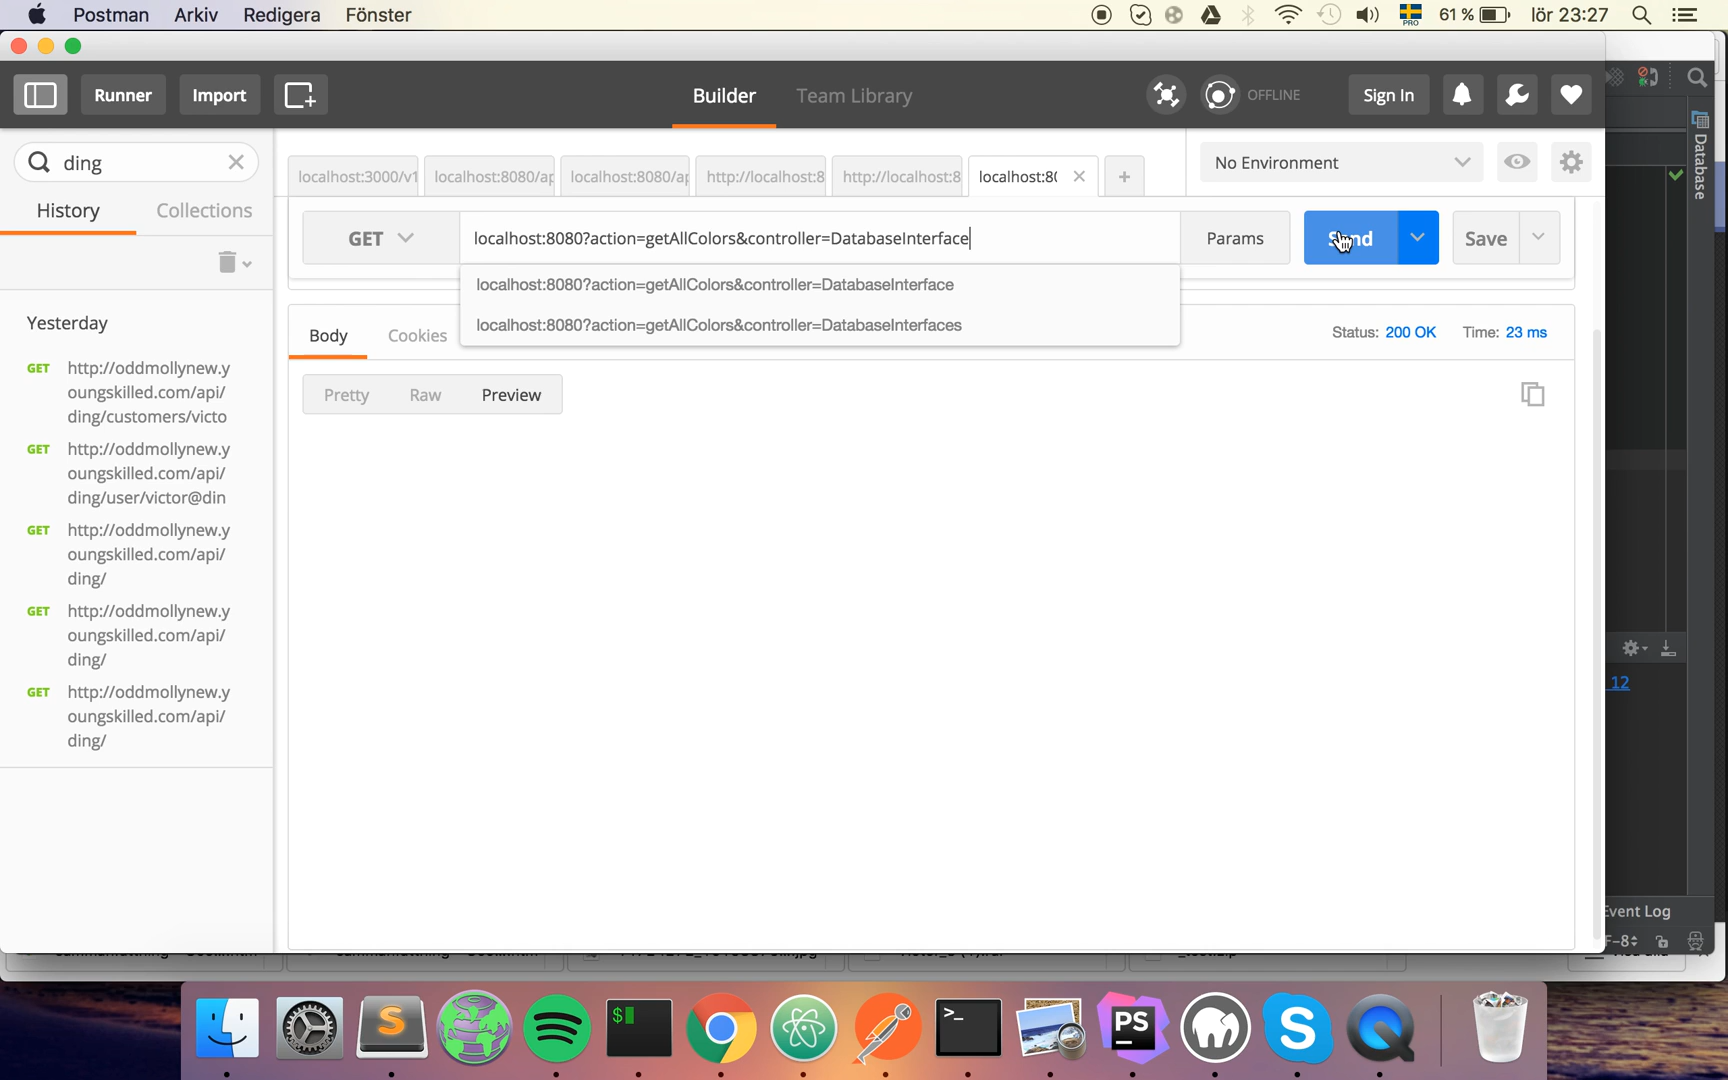 Postman Arkiv Redigera Fönster PRO 61 % lör 23:27
Runner Import Builder Team Library OFFLINE Sign In
ding
localhost:3000/v1 localhost:8080/ap localhost:8080/ap http://localhost:8 http://localhost:8 localhost:80 + No Environment
History Collections
GET localhost:8080?action=getAllColors&controller=DatabaseInterface Params Send Save
localhost:8080?action=getAllColors&controller=DatabaseInterface
localhost:8080?action=getAllColors&controller=DatabaseInterfaces
Body Cookies Status: 200 OK Time: 23 ms
Pretty Raw Preview
Yesterday
GET http://oddmollynew.y
oungskilled.com/api/
ding/customers/victo
GET http://oddmollynew.y
oungskilled.com/api/
ding/user/victor@din
GET http://oddmollynew.y
oungskilled.com/api/
ding/
GET http://oddmollynew.y
oungskilled.com/api/
ding/
GET http://oddmollynew.y
oungskilled.com/api/
ding/
Database
12
Event Log
F-8
S $ >_ PS S